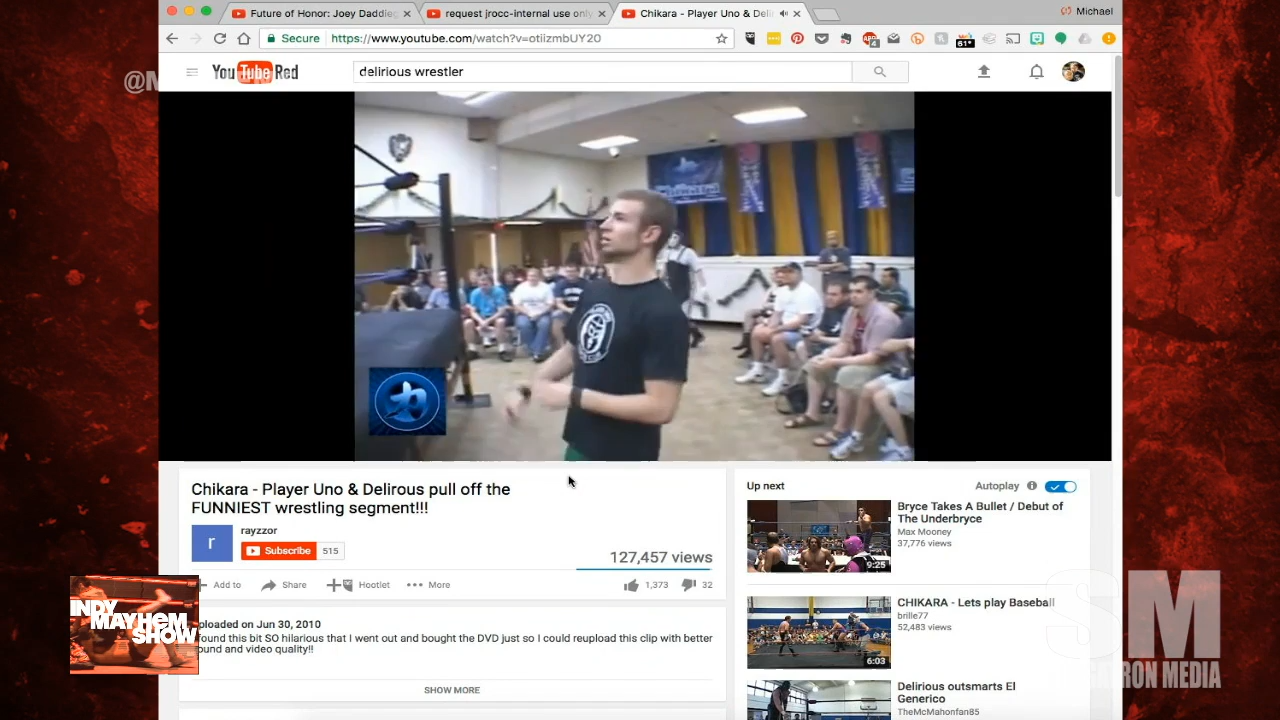 Future of Honor: Joey Daddieg
request jrocc-internal use only
Chikara - Player Uno & Deli
Michael
Secure
https://www.youtube.com/watch?v=otiizmbUY20
4
61*
@M
YouTube Red
delirious wrestler
Chikara - Player Uno & Delirous pull off the
FUNNIEST wrestling segment!!!
r
rayzzor
Subscribe 515
127,457 views
Add to
Share
Hootlet
More
1,373
32
Uploaded on Jun 30, 2010
found this bit SO hilarious that I went out and bought the DVD just so I could reupload this clip with better
sound and video quality!!
SHOW MORE
Up next
Autoplay
Bryce Takes A Bullet / Debut of
The Underbryce
Max Mooney
37,776 views
9:25
CHIKARA - Lets play Baseball
brille77
52,483 views
6:03
Delirious outsmarts El
Generico
TheMcMahonfan85
INDY
MAYHEM
SHOW
SM
GATRON MEDIA